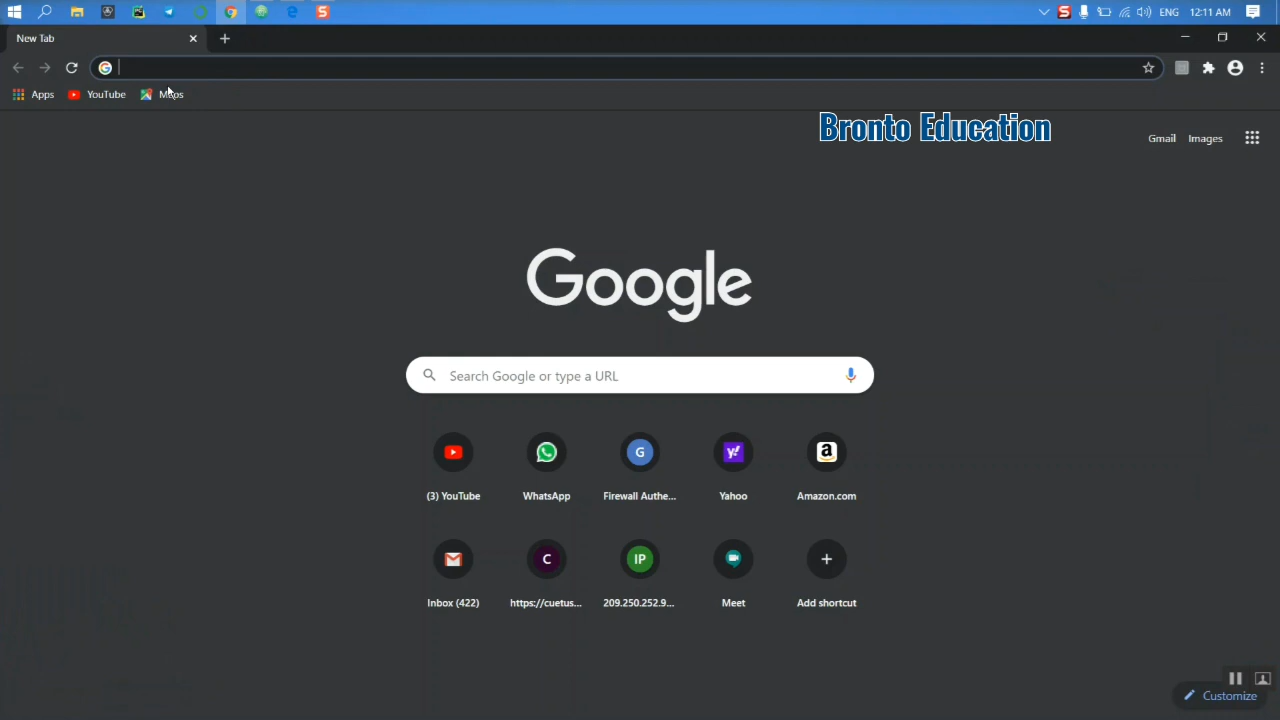 ENG 12:11 AM
New Tab
Apps YouTube Maps
Bronto Education
Gmail Images
Google
Search Google or type a URL
G
y!
a
(3) YouTube WhatsApp Firewall Authe... Yahoo Amazon.com
C
IP
Inbox (422) https://cuetus... 209.250.252.9... Meet Add shortcut
Customize